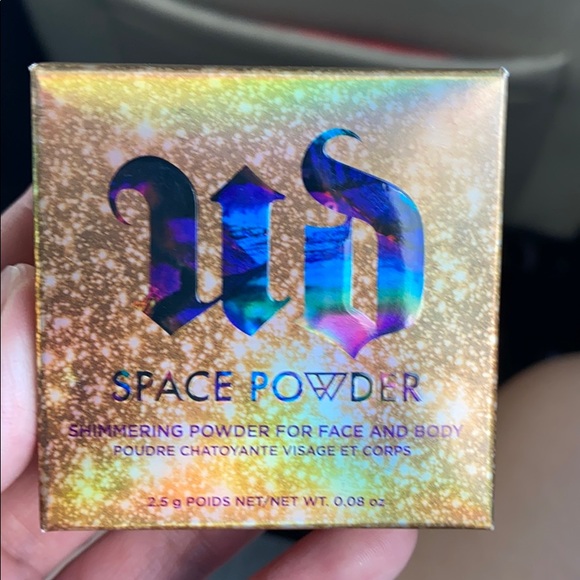 UD
SPACE POWDER
SHIMMERING POWDER FOR FACE AND BODY
POUDRE CHATOYANTE VISAGE ET CORPS
2.5 g POIDS NET/NET WT. 0.08 oz